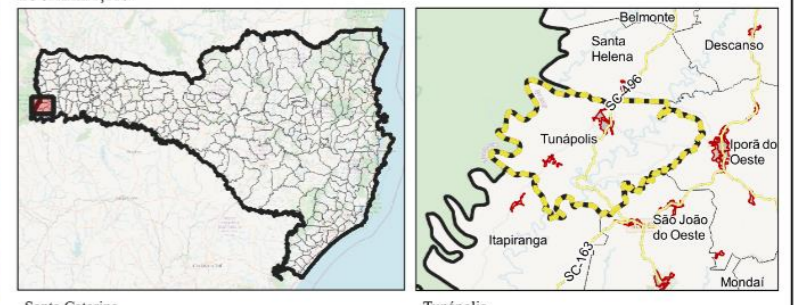 Belmonte
Santa
Helena
Descanso
SC-496
Tunápolis
Iporã do
Oeste
São João
do Oeste
Itapiranga
SC-163
Mondaí
Santa Catarina
Tunápolis